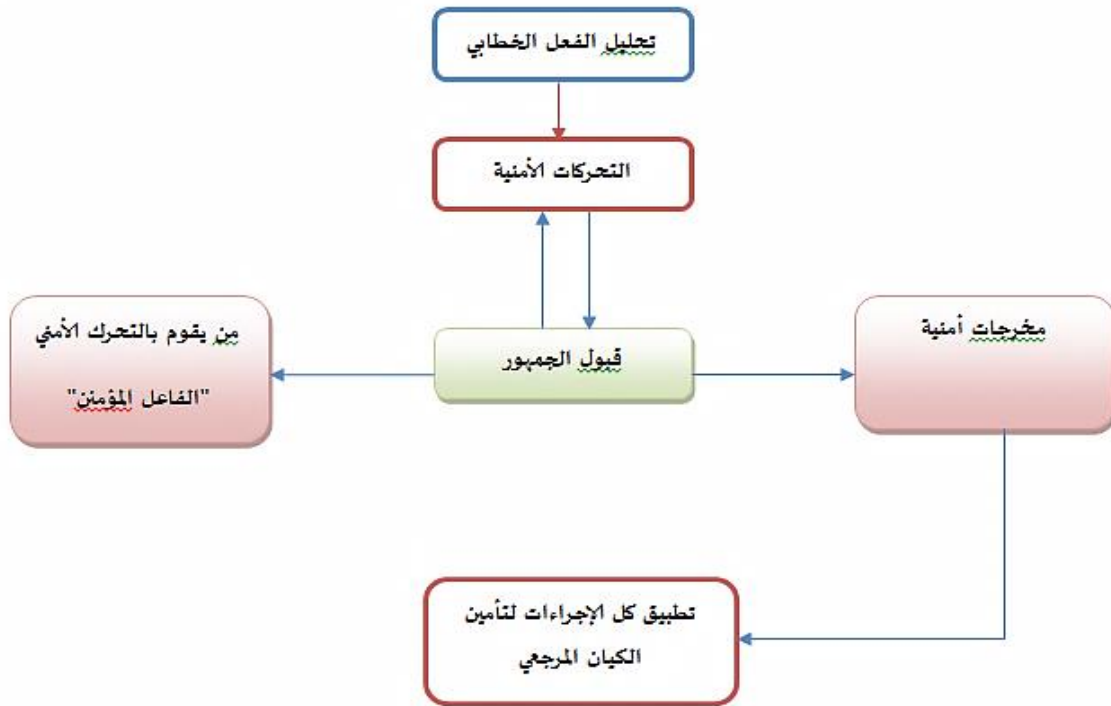 تحليل الفعل الخطابي
التحركات الأمنية
مخرجات أمنية
قبول الجمهور
من يقوم بالتحرك الأمني
"الفاعل المؤمنن"
تطبيق كل الإجراءات لتأمين
الكيان المرجعي